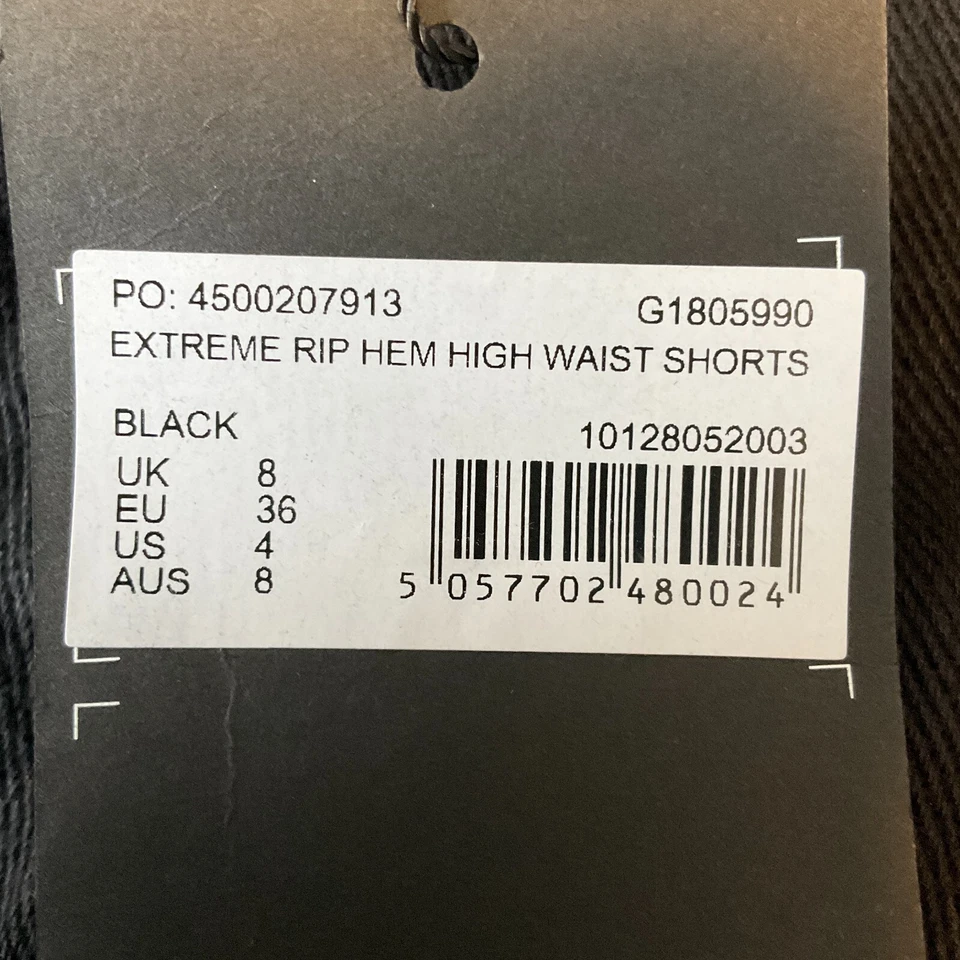 PO: 4500207913 G1805990
EXTREME RIP HEM HIGH WAIST SHORTS
BLACK 10128052003
UK 8
EU 36
US 4
AUS 8
5 057702 480024